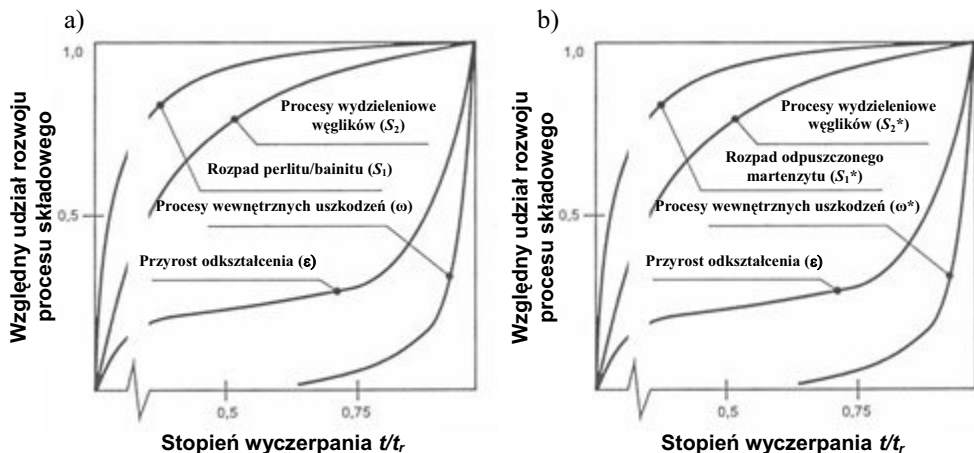 a)
Względny udział rozwoju
procesu składowego
1,0
0,5
Procesy wydzieleniowe
węglików (S₂)
Rozpad perlitu/bainitu (S₁)
Procesy wewnętrznych uszkodzeń (ω)
Przyrost odkształcenia (ε)
0,5
0,75
Stopień wyczerpania t/tᵣ
b)
Względny udział rozwoju
procesu składowego
1,0
0,5
Procesy wydzieleniowe
węglików (S₂*)
Rozpad odpuszczonego
martenzytu (S₁*)
Procesy wewnętrznych uszkodzeń (ω*)
Przyrost odkształcenia (ε)
0,5
0,75
Stopień wyczerpania t/tᵣ